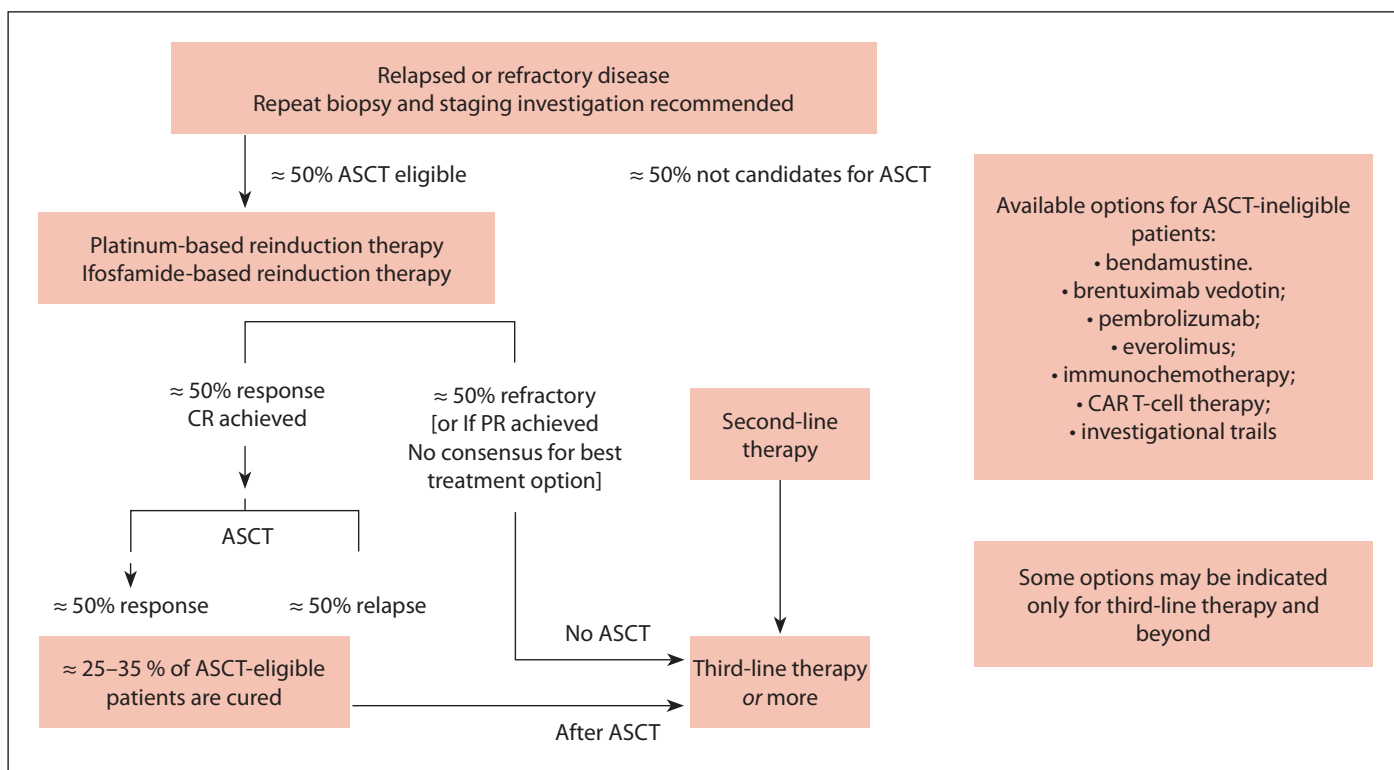 Relapsed or refractory disease
Repeat biopsy and staging investigation recommended
≈ 50% ASCT eligible
≈ 50% not candidates for ASCT
Platinum-based reinduction therapy
Ifosfamide-based reinduction therapy
≈ 50% response
CR achieved
≈ 50% refractory
[or If PR achieved
No consensus for best
treatment option]
ASCT
≈ 50% response
≈ 50% relapse
≈ 25–35 % of ASCT-eligible
patients are cured
No ASCT
After ASCT
Second-line
therapy
Third-line therapy
or more
Available options for ASCT-ineligible
patients:
• bendamustine.
• brentuximab vedotin;
• pembrolizumab;
• everolimus;
• immunochemotherapy;
• CAR T-cell therapy;
• investigational trails
Some options may be indicated
only for third-line therapy and
beyond